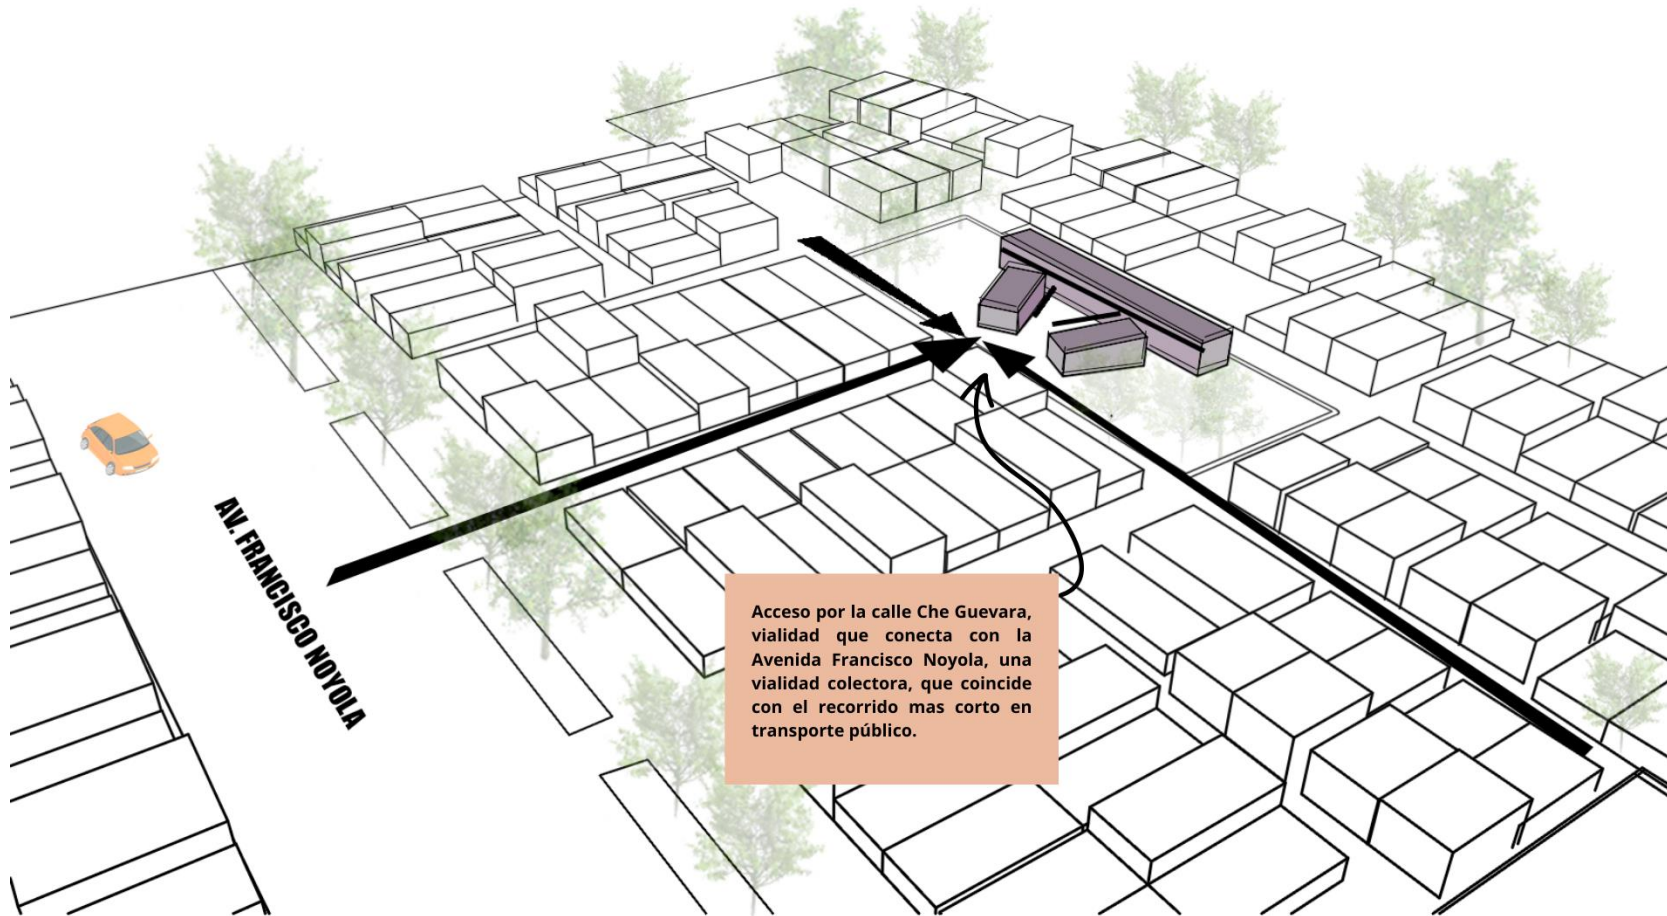 AV. FRANCISCO NOYOLA
Acceso por la calle Che Guevara,
vialidad que conecta con la
Avenida Francisco Noyola, una
vialidad colectora, que coincide
con el recorrido mas corto en
transporte público.